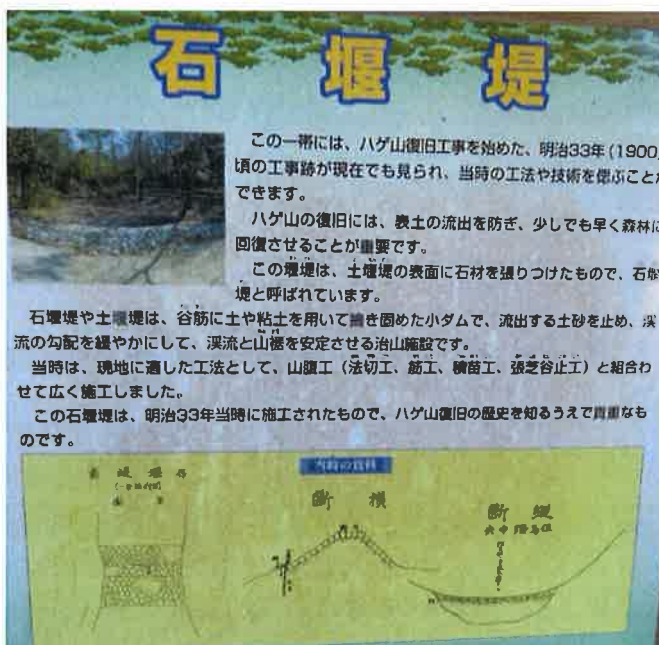 石堰堤
この一帯には、ハゲ山復旧工事を始めた、明治33年(1900
頃の工事跡が現在でも見られ、当時の工法や技術を偲ぶことが
できます。
ハゲ山の復旧には、表土の流出を防ぎ、少しでも早く森林に
回復させることが重要です。
この堰堤は、土堰堤の表面に石材を張りつけたもので、石堰
堤と呼ばれています。
石堰堤や土堰堤は、谷筋に土や粘土を用いて搗き固めた小ダムで、流出する土砂を止め、渓
流の勾配を緩やかにして、渓流と山裾を安定させる治山施設です。
当時は、現地に適した工法として、山腹工(法切工、筋工、積苗工、張芝谷止工)と組合わ
せて広く施工しました。
この石堰堤は、明治33年当時に施工されたもので、ハゲ山復旧の歴史を知るうえで貴重なも
のです。
当時の資料
石堰堤
横断
縦断